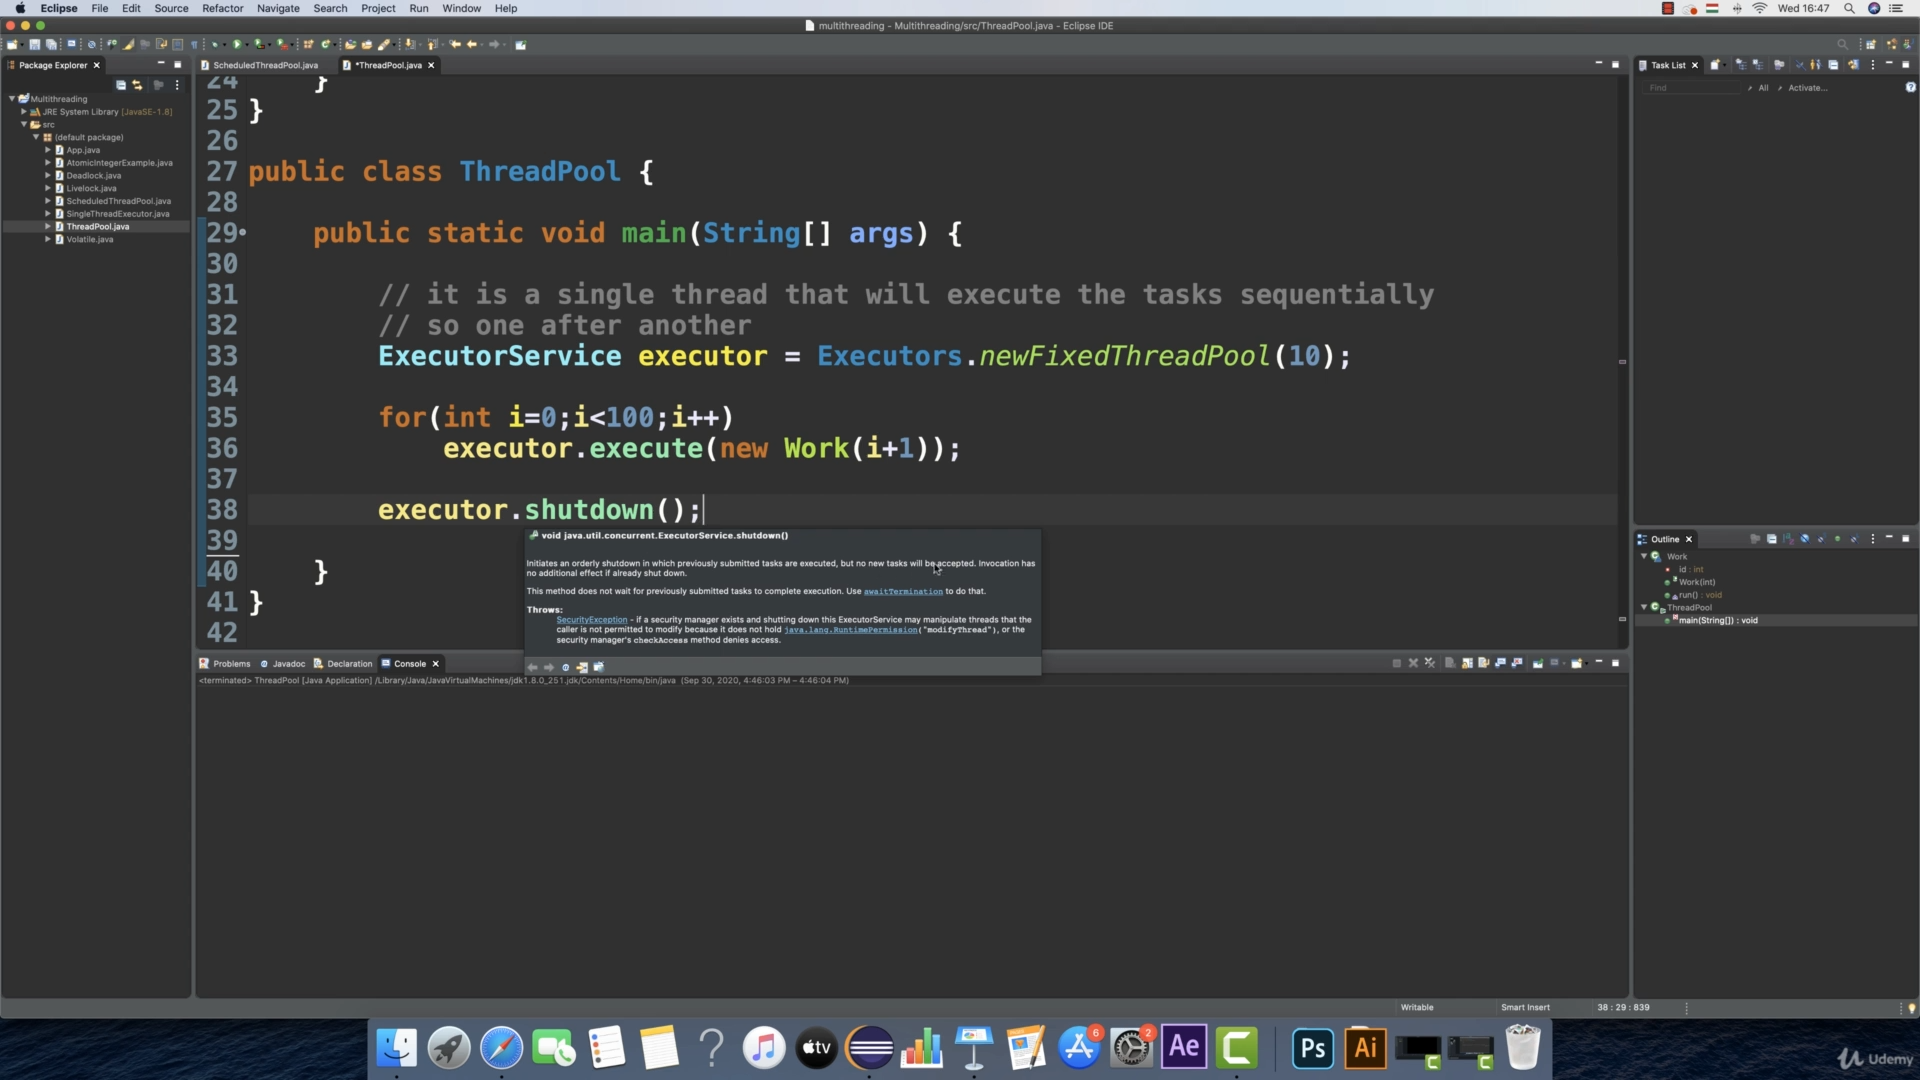 Eclipse File Edit Source Refactor Navigate Search Project Run Window Help Wed 16:47
multithreading - Multithreading/src/ThreadPool.java - Eclipse IDE
Package Explorer
ScheduledThreadPool.java
*ThreadPool.java
Task List
Find
All
Activate...
Multithreading
JRE System Library [JavaSE-1.8]
src
(default package)
App.java
AtomicIntegerExample.java
Deadlock.java
Livelock.java
ScheduledThreadPool.java
SingleThreadExecutor.java
ThreadPool.java
Volatile.java
24 }
25 }
26
27 public class ThreadPool {
28
29 public static void main(String[] args) {
30
31 // it is a single thread that will execute the tasks sequentially
32 // so one after another
33 ExecutorService executor = Executors.newFixedThreadPool(10);
34
35 for(int i=0;i<100;i++)
36 executor.execute(new Work(i+1));
37
38 executor.shutdown();
39
40 }
41 }
42
void java.util.concurrent.ExecutorService.shutdown()
Initiates an orderly shutdown in which previously submitted tasks are executed, but no new tasks will be accepted. Invocation has
no additional effect if already shut down.
This method does not wait for previously submitted tasks to complete execution. Use awaitTermination to do that.
Throws:
SecurityException - if a security manager exists and shutting down this ExecutorService may manipulate threads that the
caller is not permitted to modify because it does not hold java.lang.RuntimePermission("modifyThread"), or the
security manager's checkAccess method denies access.
Outline
Work
id : int
Work(int)
run() : void
ThreadPool
main(String[]) : void
Problems
Javadoc
Declaration
Console
<terminated> ThreadPool [Java Application] /Library/Java/JavaVirtualMachines/jdk1.8.0_251.jdk/Contents/Home/bin/java (Sep 30, 2020, 4:46:03 PM – 4:46:04 PM)
Writable
Smart Insert
38 : 29 : 839
tv
6
2
Ae
Ps
Ai
Udemy